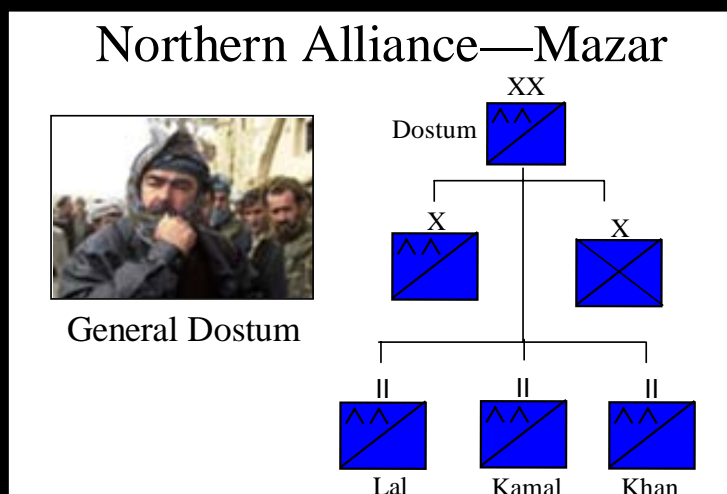 Northern Alliance—Mazar
XX
Dostum
X
X
General Dostum
II
II
II
Lal
Kamal
Khan